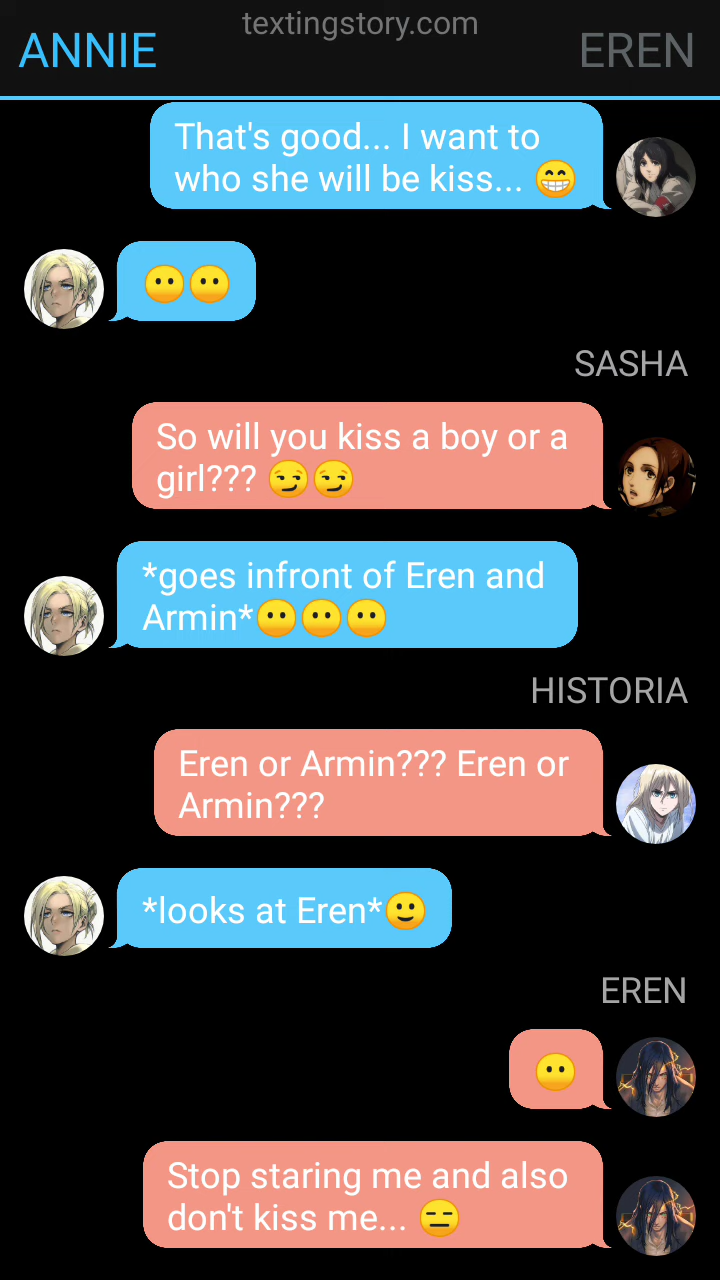 textingstory.com
ANNIE
EREN
That's good... I want to
who she will be kiss... 😁
😶😶
SASHA
So will you kiss a boy or a
girl??? 😏😏
*goes infront of Eren and
Armin*😶😶😶
HISTORIA
Eren or Armin??? Eren or
Armin???
*looks at Eren*🙂
EREN
😶
Stop staring me and also
don't kiss me... 😑